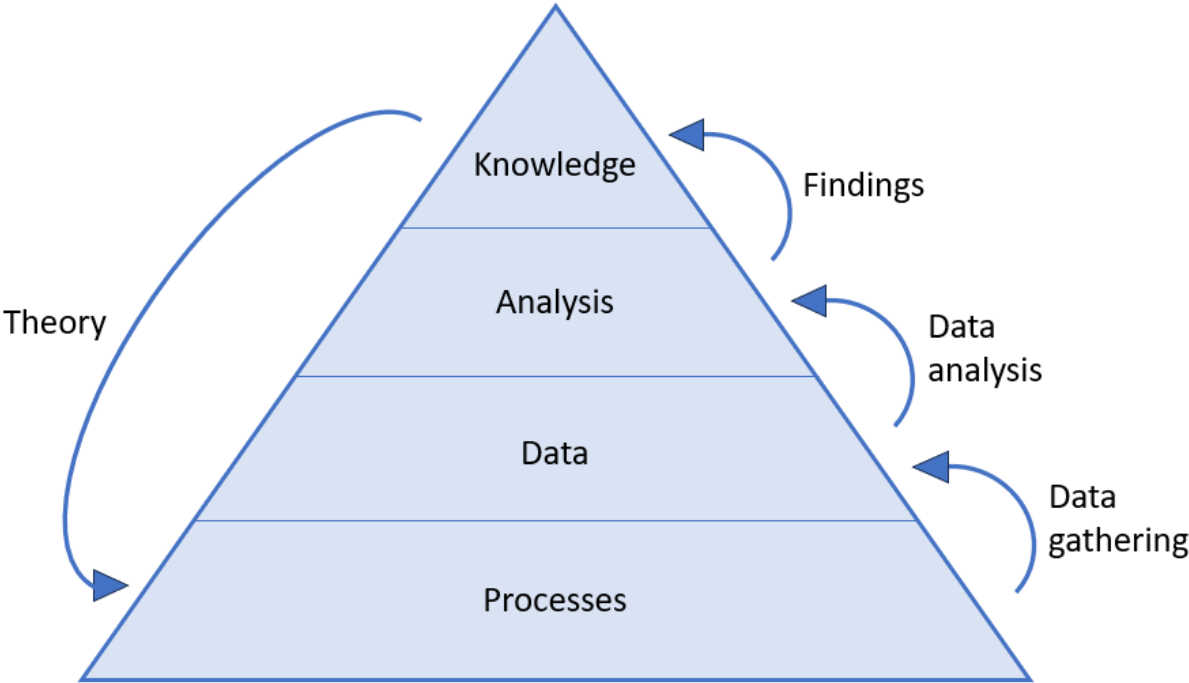 Knowledge
Findings
Analysis
Theory
Data
analysis
Data
Data
gathering
Processes